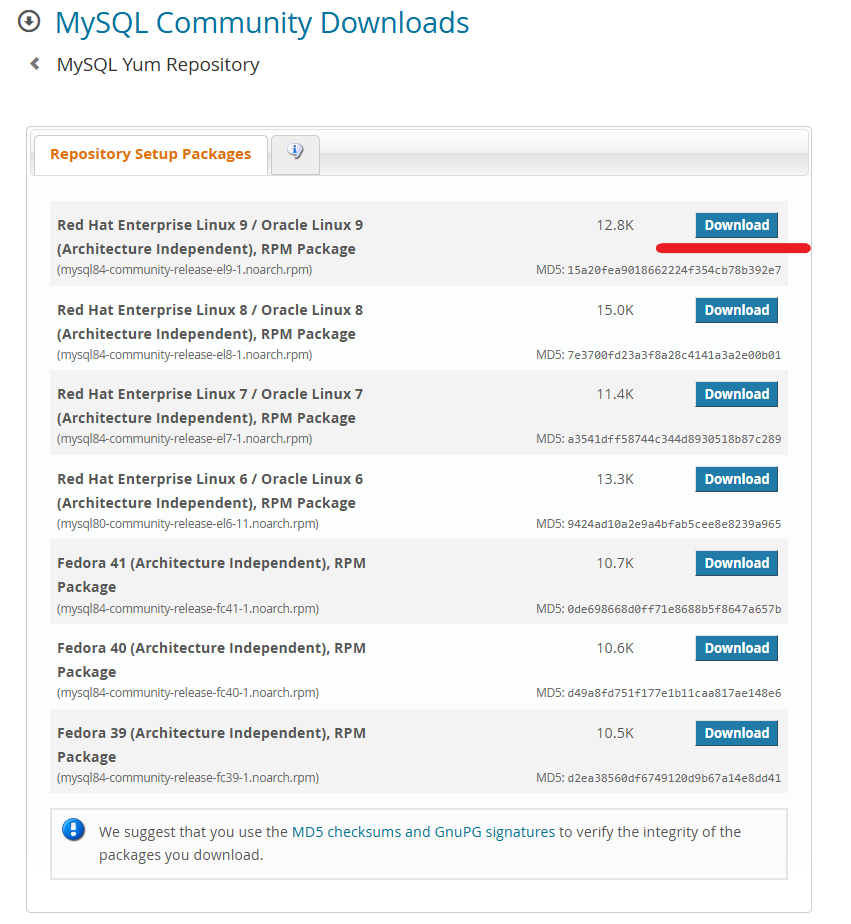 MySQL Community Downloads
MySQL Yum Repository
Repository Setup Packages
Red Hat Enterprise Linux 9 / Oracle Linux 9 12.8K Download
(Architecture Independent), RPM Package
(mysql84-community-release-el9-1.noarch.rpm) MD5: 15a20fea9018662224f354cb78b392e7
Red Hat Enterprise Linux 8 / Oracle Linux 8 15.0K Download
(Architecture Independent), RPM Package
(mysql84-community-release-el8-1.noarch.rpm) MD5: 7e3700fd23a3f8a28c4141a3a2e00b01
Red Hat Enterprise Linux 7 / Oracle Linux 7 11.4K Download
(Architecture Independent), RPM Package
(mysql84-community-release-el7-1.noarch.rpm) MD5: a3541dff58744c344d8930518b87c289
Red Hat Enterprise Linux 6 / Oracle Linux 6 13.3K Download
(Architecture Independent), RPM Package
(mysql80-community-release-el6-11.noarch.rpm) MD5: 9424ad10a2e9a4bfab5cee8e8239a965
Fedora 41 (Architecture Independent), RPM 10.7K Download
Package
(mysql84-community-release-fc41-1.noarch.rpm) MD5: 0de698668d0ff71e8688b5f8647a657b
Fedora 40 (Architecture Independent), RPM 10.6K Download
Package
(mysql84-community-release-fc40-1.noarch.rpm) MD5: d49a8fd751f177e1b11caa817ae148e6
Fedora 39 (Architecture Independent), RPM 10.5K Download
Package
(mysql84-community-release-fc39-1.noarch.rpm) MD5: d2ea38560df6749120d9b67a14e8dd41
We suggest that you use the MD5 checksums and GnuPG signatures to verify the integrity of the
packages you download.